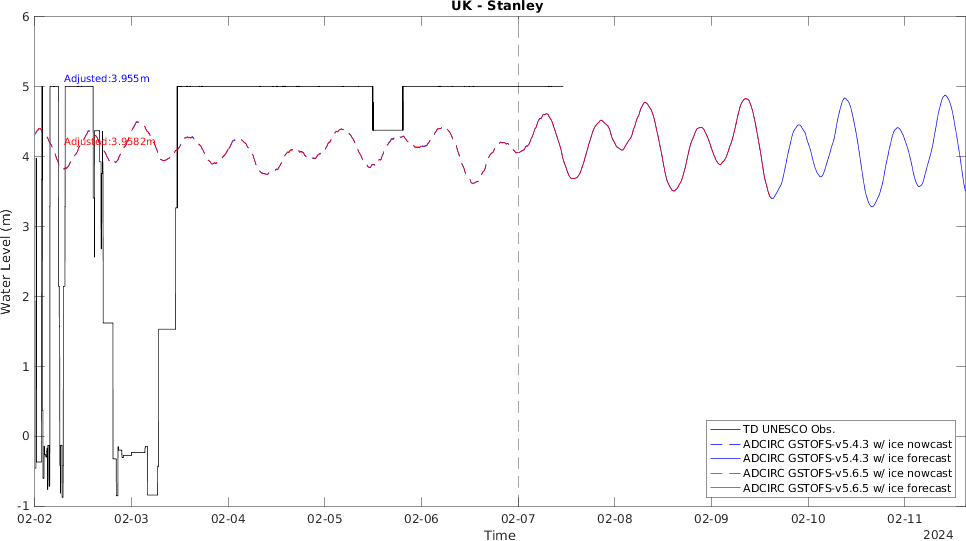 UK - Stanley
6
5
4
3
2
1
0
-1
Water Level (m)
Adjusted:3.955m
Adjusted:3.9582m
TD UNESCO Obs.
ADCIRC GSTOFS-v5.4.3 w/ ice nowcast
ADCIRC GSTOFS-v5.4.3 w/ ice forecast
ADCIRC GSTOFS-v5.6.5 w/ ice nowcast
ADCIRC GSTOFS-v5.6.5 w/ ice forecast
02-02 02-03 02-04 02-05 02-06 02-07 02-08 02-09 02-10 02-11
Time
2024